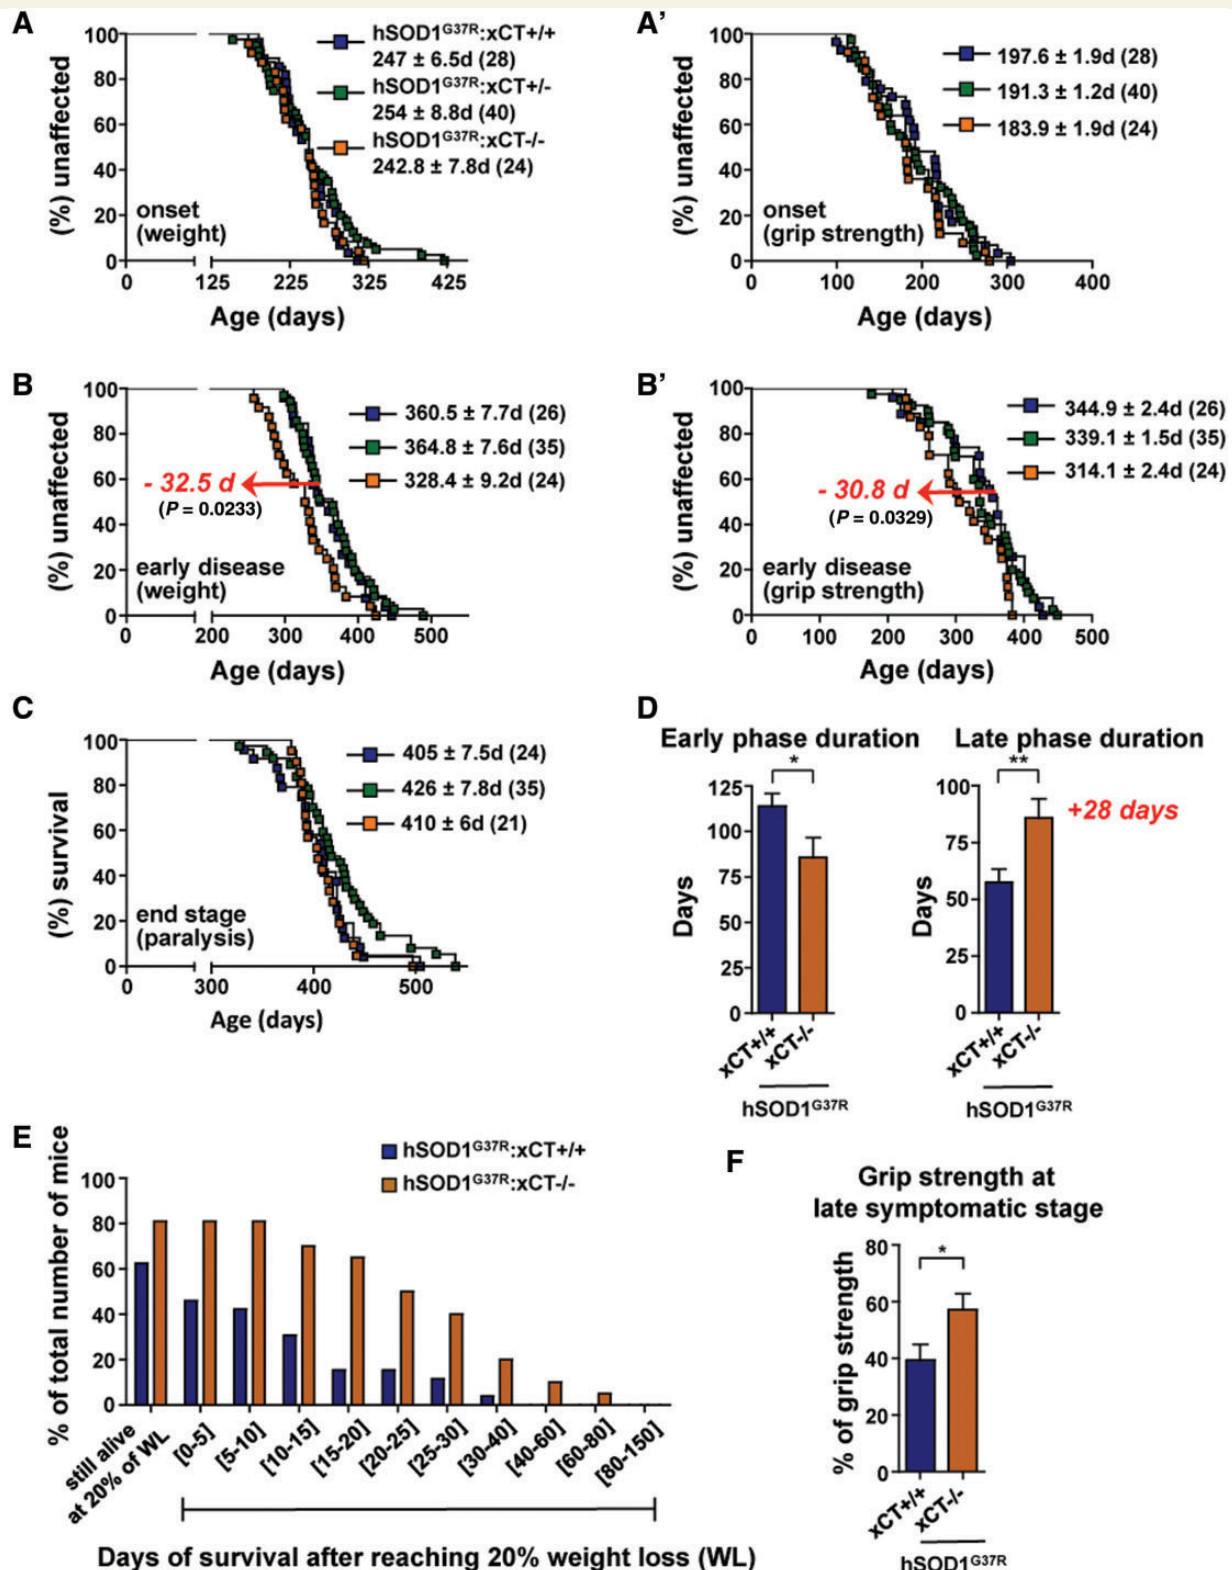 A
100
80
60
40
20
0
(%) unaffected
onset
(weight)
0 125 225 325 425
Age (days)
hSOD1G37R:xCT+/+
247 ± 6.5d (28)
hSOD1G37R:xCT+/-
254 ± 8.8d (40)
hSOD1G37R:xCT-/-
242.8 ± 7.8d (24)
A’
100
80
60
40
20
0
(%) unaffected
onset
(grip strength)
0 100 200 300 400
Age (days)
197.6 ± 1.9d (28)
191.3 ± 1.2d (40)
183.9 ± 1.9d (24)
B
100
80
60
40
20
0
(%) unaffected
- 32.5 d
(P = 0.0233)
early disease
(weight)
0 200 300 400 500
Age (days)
360.5 ± 7.7d (26)
364.8 ± 7.6d (35)
328.4 ± 9.2d (24)
B’
100
80
60
40
20
0
(%) unaffected
- 30.8 d
(P = 0.0329)
early disease
(grip strength)
0 100 200 300 400 500
Age (days)
344.9 ± 2.4d (26)
339.1 ± 1.5d (35)
314.1 ± 2.4d (24)
C
100
80
60
40
20
0
(%) survival
end stage
(paralysis)
0 300 400 500
Age (days)
405 ± 7.5d (24)
426 ± 7.8d (35)
410 ± 6d (21)
D
Early phase duration
*
125
100
75
50
25
0
Days
xCT+/+
xCT-/-
hSOD1G37R
Late phase duration
**
+28 days
100
75
50
25
0
Days
xCT+/+
xCT-/-
hSOD1G37R
E
hSOD1G37R:xCT+/+
hSOD1G37R:xCT-/-
% of total number of mice
100
80
60
40
20
0
still alive
at 20% of WL
[0-5]
[5-10]
[10-15]
[15-20]
[20-25]
[25-30]
[30-40]
[40-60]
[60-80]
[80-150]
Days of survival after reaching 20% weight loss (WL)
F
Grip strength at
late symptomatic stage
*
80
60
40
20
0
% of grip strength
xCT+/+
xCT-/-
hSOD1G37R